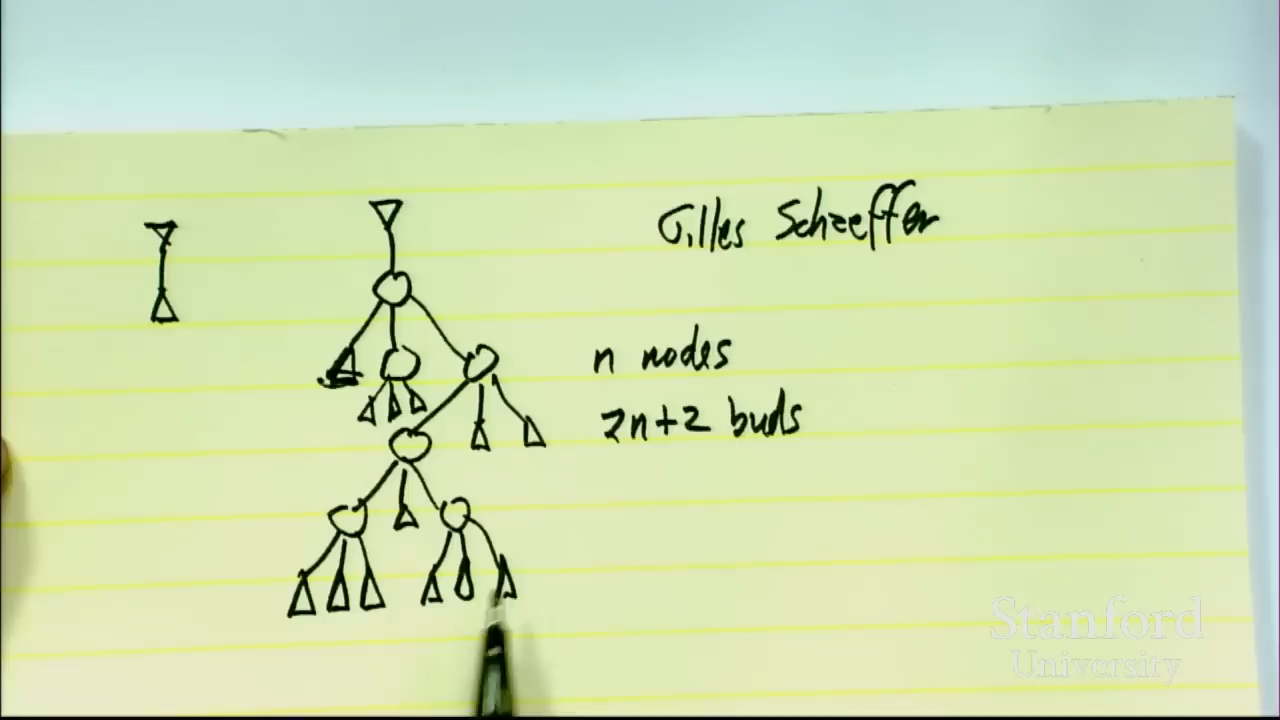 Gilles Schaeffer
n nodes
2n+2 buds
Stanford
University